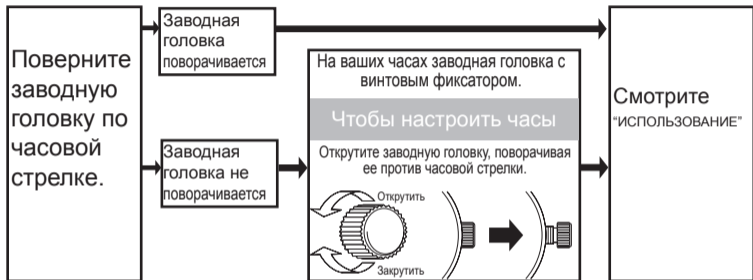 Поверните
заводную
головку по
часовой
стрелке.
Заводная
головка
поворачивается
Заводная
головка не
поворачивается
На ваших часах заводная головка с
винтовым фиксатором.
Чтобы настроить часы
Открутите заводную головку, поворачивая
ее против часовой стрелки.
Открутить
Закрутить
Смотрите
“ИСПОЛЬЗОВАНИЕ”